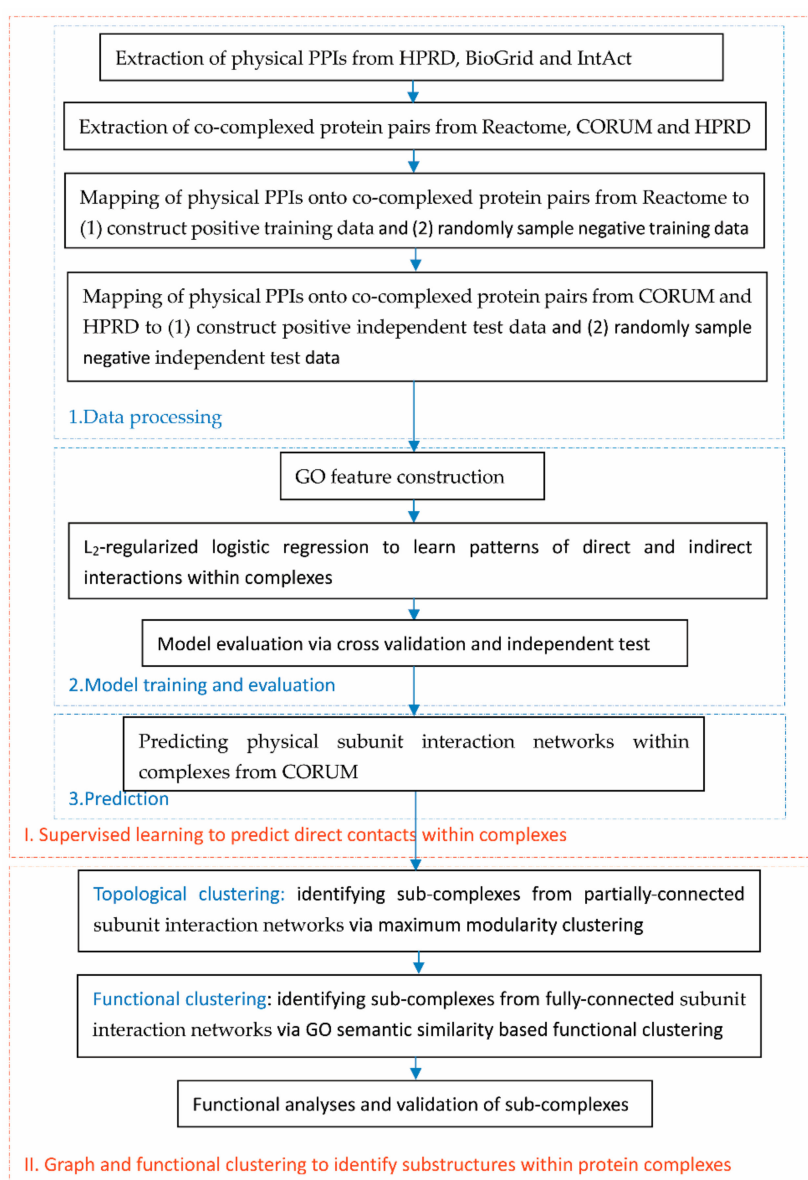 Extraction of physical PPIs from HPRD, BioGrid and IntAct
Extraction of co-complexed protein pairs from Reactome, CORUM and HPRD
Mapping of physical PPIs onto co-complexed protein pairs from Reactome to
(1) construct positive training data and (2) randomly sample negative training data
Mapping of physical PPIs onto co-complexed protein pairs from CORUM and
HPRD to (1) construct positive independent test data and (2) randomly sample
negative independent test data
1.Data processing
GO feature construction
L₂-regularized logistic regression to learn patterns of direct and indirect
interactions within complexes
Model evaluation via cross validation and independent test
2.Model training and evaluation
Predicting physical subunit interaction networks within
complexes from CORUM
3.Prediction
I. Supervised learning to predict direct contacts within complexes
Topological clustering: identifying sub-complexes from partially-connected
subunit interaction networks via maximum modularity clustering
Functional clustering: identifying sub-complexes from fully-connected subunit
interaction networks via GO semantic similarity based functional clustering
Functional analyses and validation of sub-complexes
II. Graph and functional clustering to identify substructures within protein complexes